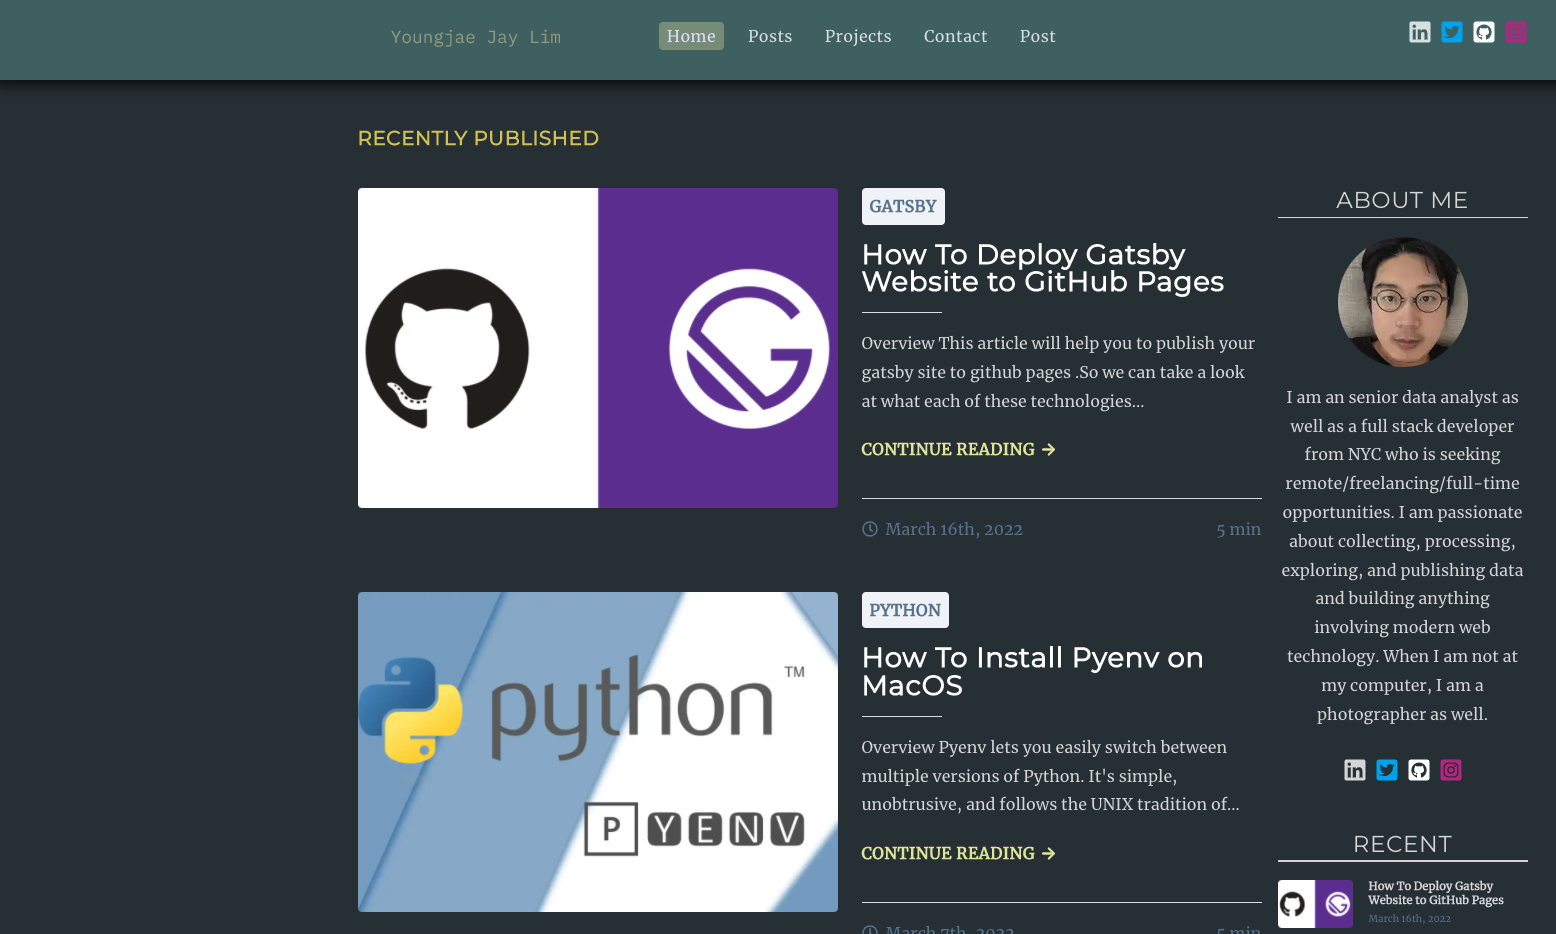 Youngjae Jay Lim
Home Posts Projects Contact Post
RECENTLY PUBLISHED
GATSBY
How To Deploy Gatsby
Website to GitHub Pages
Overview This article will help you to publish your
gatsby site to github pages .So we can take a look
at what each of these technologies...
CONTINUE READING
March 16th, 2022 5 min
python™
PYENV
PYTHON
How To Install Pyenv on
MacOS
Overview Pyenv lets you easily switch between
multiple versions of Python. It's simple,
unobtrusive, and follows the UNIX tradition of...
CONTINUE READING
March 7th, 2022 5 min
ABOUT ME
I am an senior data analyst as
well as a full stack developer
from NYC who is seeking
remote/freelancing/full-time
opportunities. I am passionate
about collecting, processing,
exploring, and publishing data
and building anything
involving modern web
technology. When I am not at
my computer, I am a
photographer as well.
RECENT
How To Deploy Gatsby
Website to GitHub Pages
March 16th, 2022